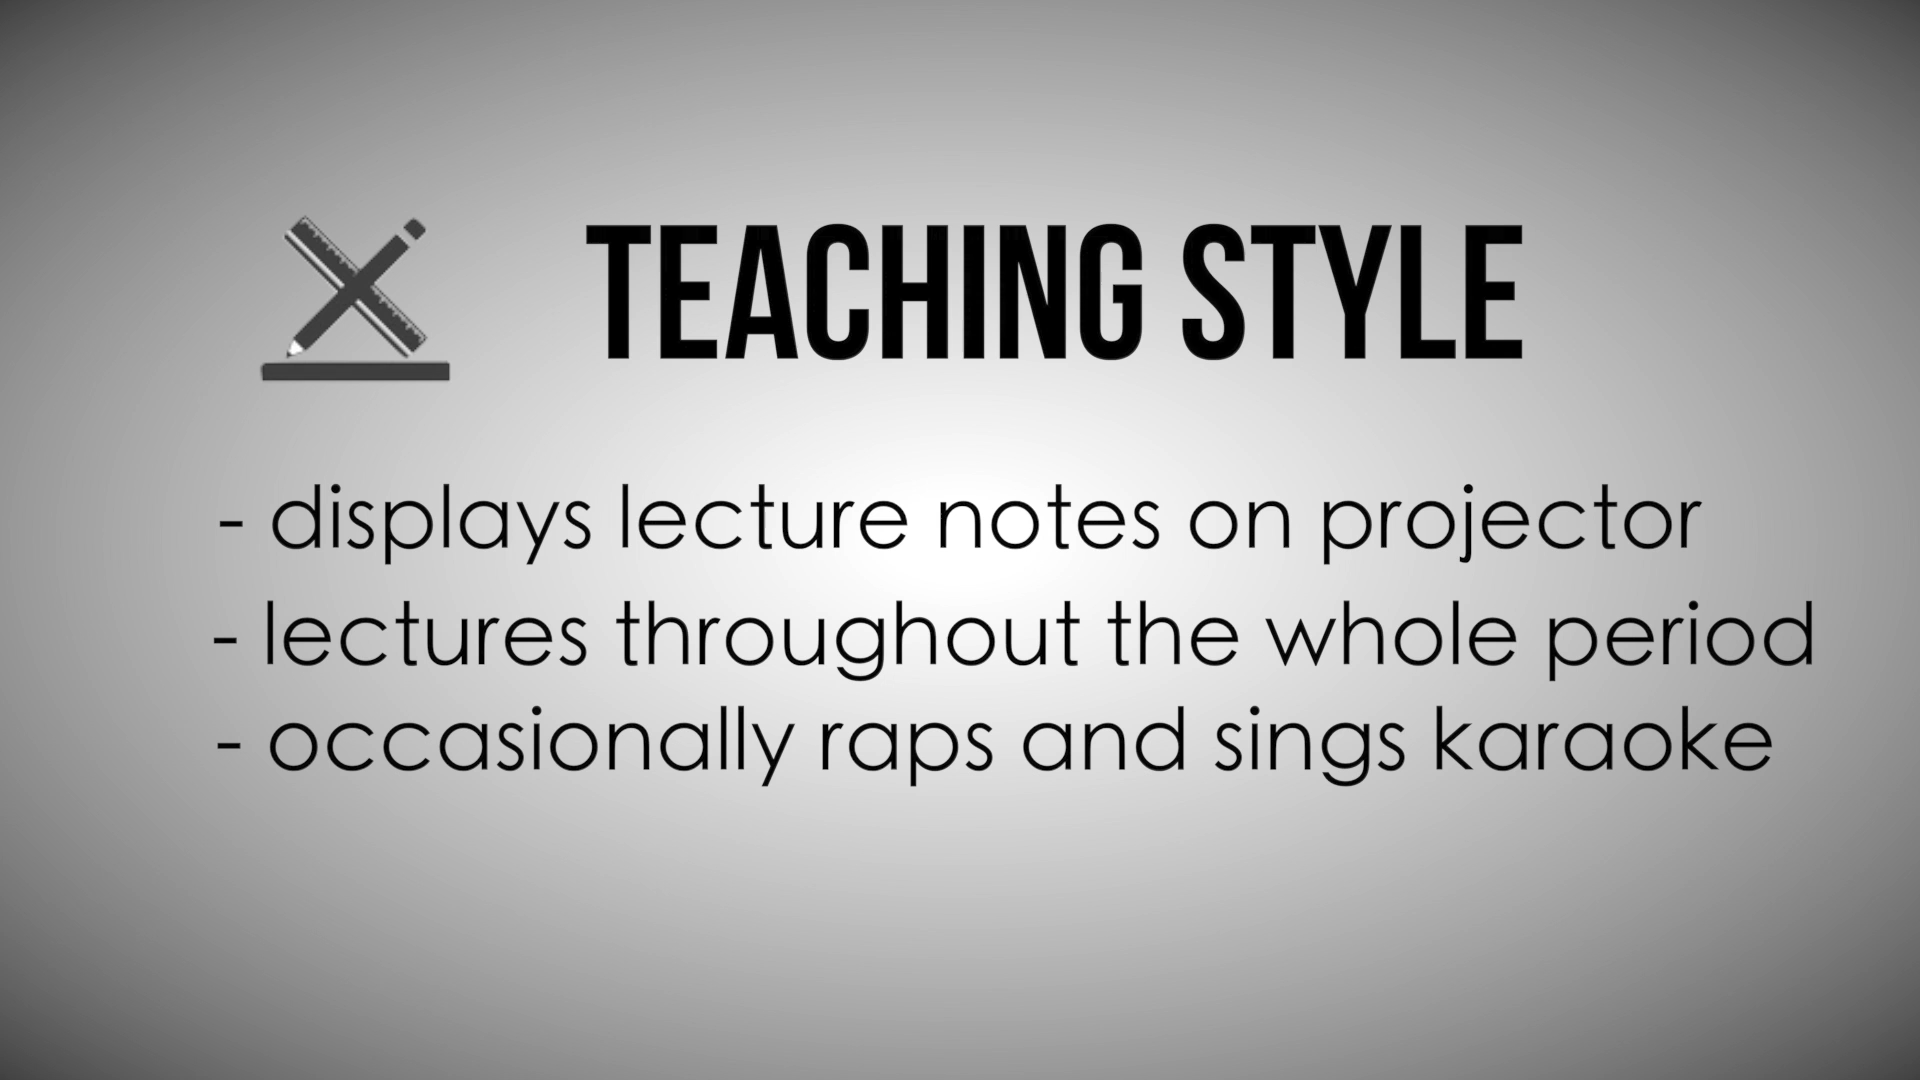 TEACHING STYLE
- displays lecture notes on projector
- lectures throughout the whole period
- occasionally raps and sings karaoke